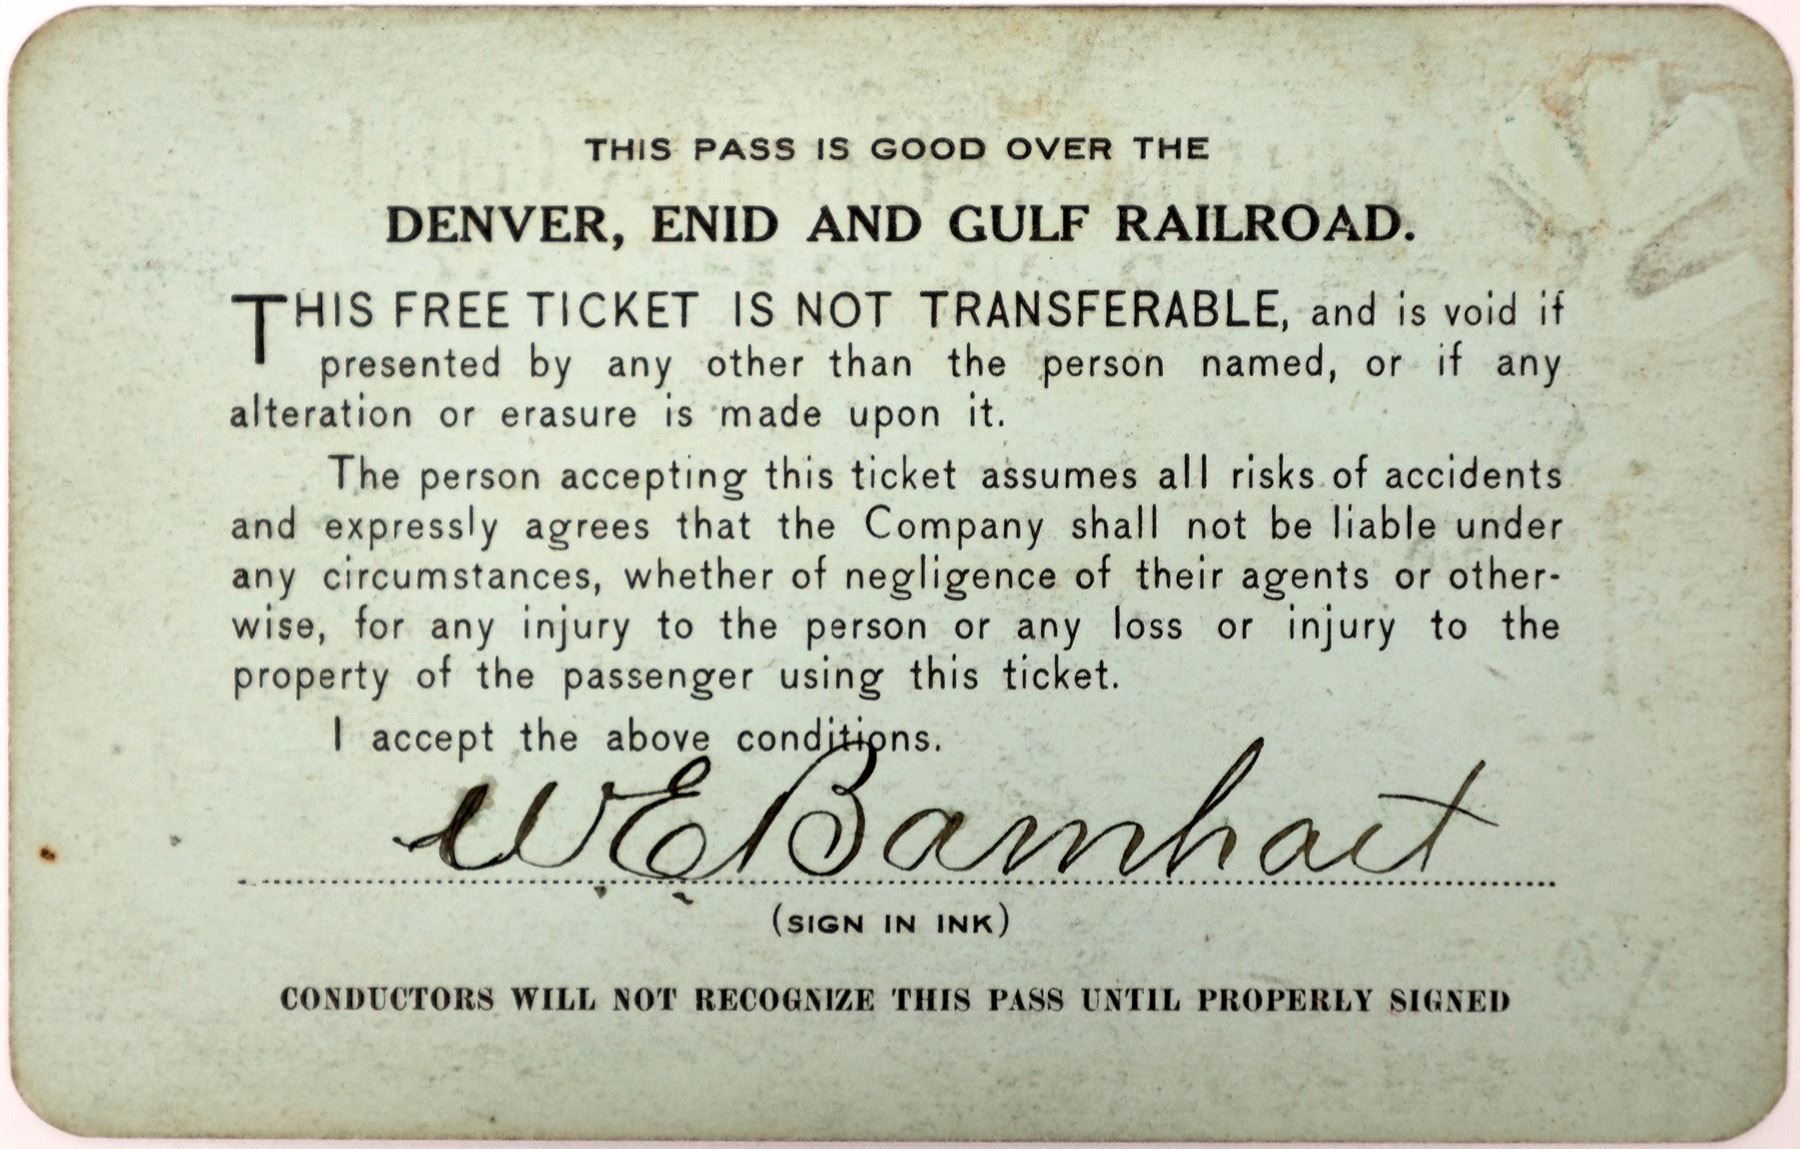 THIS PASS IS GOOD OVER THE
DENVER, ENID AND GULF RAILROAD.
THIS FREE TICKET IS NOT TRANSFERABLE, and is void if
presented by any other than the person named, or if any
alteration or erasure is made upon it.
The person accepting this ticket assumes all risks of accidents
and expressly agrees that the Company shall not be liable under
any circumstances, whether of negligence of their agents or other-
wise, for any injury to the person or any loss or injury to the
property of the passenger using this ticket.
I accept the above conditions.
W E Barnhart
(SIGN IN INK)
CONDUCTORS WILL NOT RECOGNIZE THIS PASS UNTIL PROPERLY SIGNED